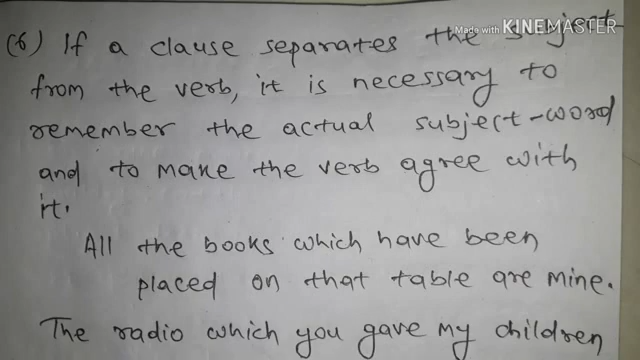 Made with KINEMASTER
(6) If a clause separates the subject
from the verb, it is necessary to
remember the actual subject-word
and to make the verb agree with
it.
All the books which have been
placed on that table are mine.
The radio which you gave my children